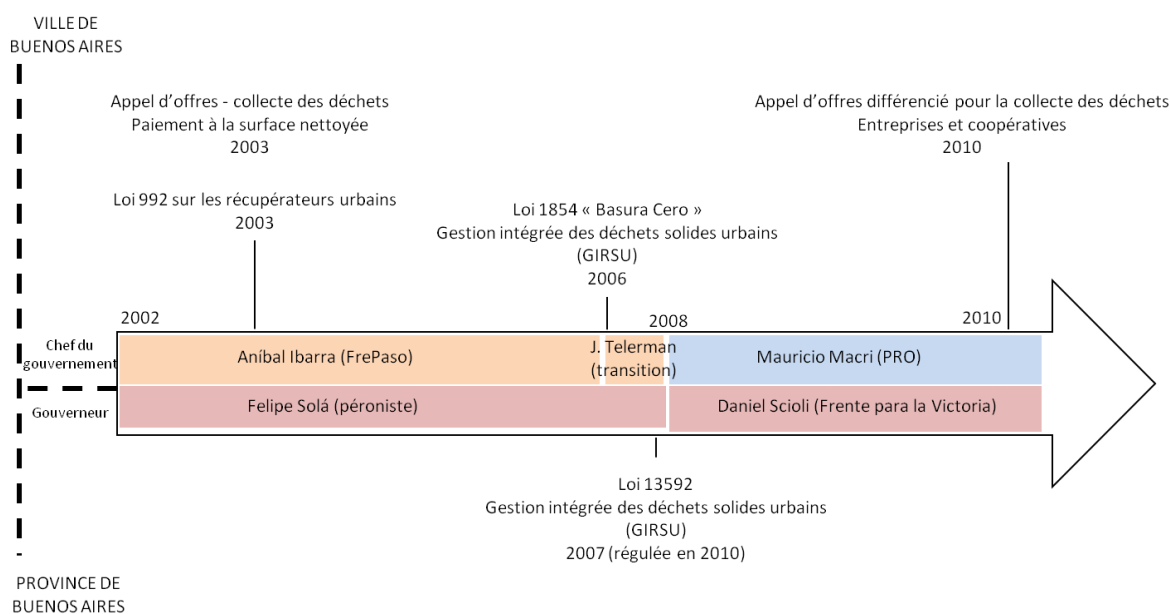 VILLE DE
BUENOS AIRES
Appel d'offres - collecte des déchets
Paiement à la surface nettoyée
2003
Appel d'offres différencié pour la collecte des déchets
Entreprises et coopératives
2010
Loi 992 sur les récupérateurs urbains
2003
Loi 1854 « Basura Cero »
Gestion intégrée des déchets solides urbains
(GIRSU)
2006
2002
2008
2010
Chef du
gouvernement
Aníbal Ibarra (FrePaso)
J. Telerman
(transition)
Mauricio Macri (PRO)
Gouverneur
Felipe Solá (péroniste)
Daniel Scioli (Frente para la Victoria)
Loi 13592
Gestion intégrée des déchets solides urbains
(GIRSU)
2007 (régulée en 2010)
PROVINCE DE
BUENOS AIRES